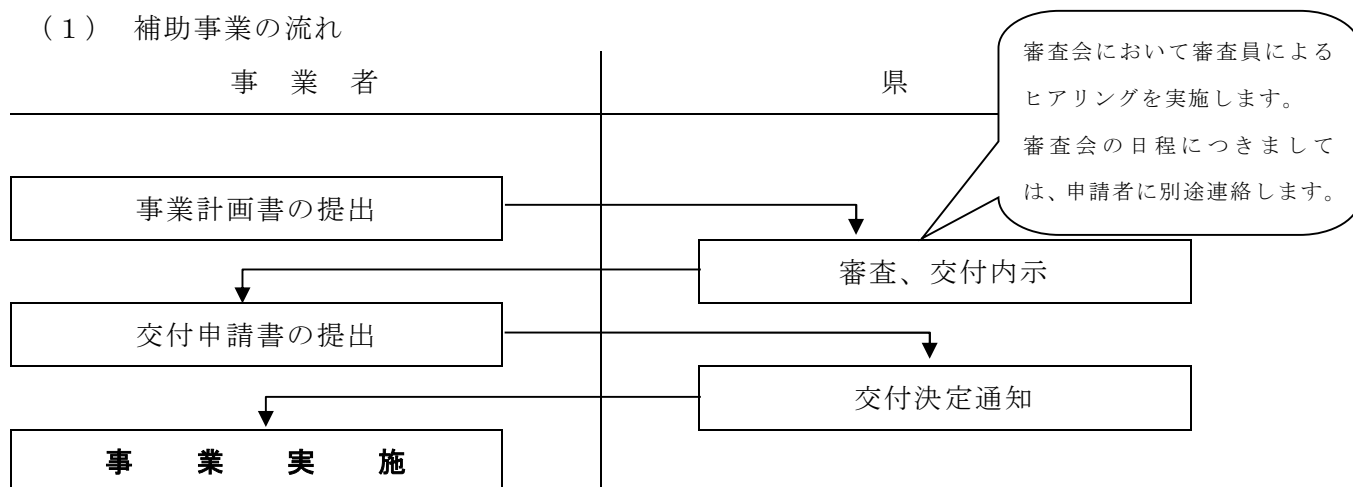 （１） 補助事業の流れ
事 業 者
県
審査会において審査員による
ヒアリングを実施します。
審査会の日程につきまして
は、申請者に別途連絡します。
事業計画書の提出
審査、交付内示
交付申請書の提出
交付決定通知
事 業 実 施